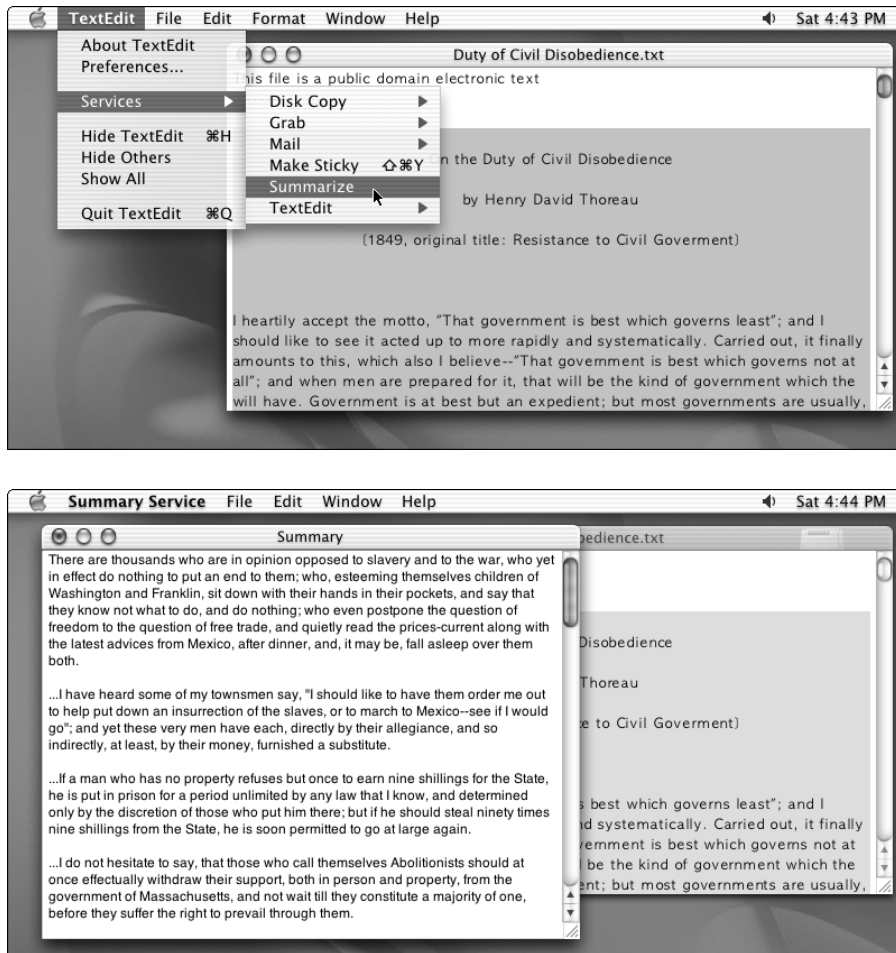 TextEdit File Edit Format Window Help Sat 4:43 PM
About TextEdit
Preferences...
Services
Hide TextEdit ⌘H
Hide Others
Show All
Quit TextEdit ⌘Q
Disk Copy
Grab
Mail
Make Sticky ⇧⌘Y
Summarize
TextEdit
Duty of Civil Disobedience.txt
This file is a public domain electronic text
n the Duty of Civil Disobedience
by Henry David Thoreau
(1849, original title: Resistance to Civil Goverment)
I heartily accept the motto, "That government is best which governs least"; and I
should like to see it acted up to more rapidly and systematically. Carried out, it finally
amounts to this, which also I believe--"That government is best which governs not at
all"; and when men are prepared for it, that will be the kind of government which the
will have. Government is at best but an expedient; but most governments are usually,
Summary Service File Edit Window Help Sat 4:44 PM
Summary
There are thousands who are in opinion opposed to slavery and to the war, who yet
in effect do nothing to put an end to them; who, esteeming themselves children of
Washington and Franklin, sit down with their hands in their pockets, and say that
they know not what to do, and do nothing; who even postpone the question of
freedom to the question of free trade, and quietly read the prices-current along with
the latest advices from Mexico, after dinner, and, it may be, fall asleep over them
both.
...I have heard some of my townsmen say, "I should like to have them order me out
to help put down an insurrection of the slaves, or to march to Mexico--see if I would
go"; and yet these very men have each, directly by their allegiance, and so
indirectly, at least, by their money, furnished a substitute.
...If a man who has no property refuses but once to earn nine shillings for the State,
he is put in prison for a period unlimited by any law that I know, and determined
only by the discretion of those who put him there; but if he should steal ninety times
nine shillings from the State, he is soon permitted to go at large again.
...I do not hesitate to say, that those who call themselves Abolitionists should at
once effectually withdraw their support, both in person and property, from the
government of Massachusetts, and not wait till they constitute a majority of one,
before they suffer the right to prevail through them.
bedience.txt
Disobedience
Thoreau
e to Civil Goverment)
s best which governs least"; and I
nd systematically. Carried out, it finally
vernment is best which governs not at
l be the kind of government which the
ent; but most governments are usually,